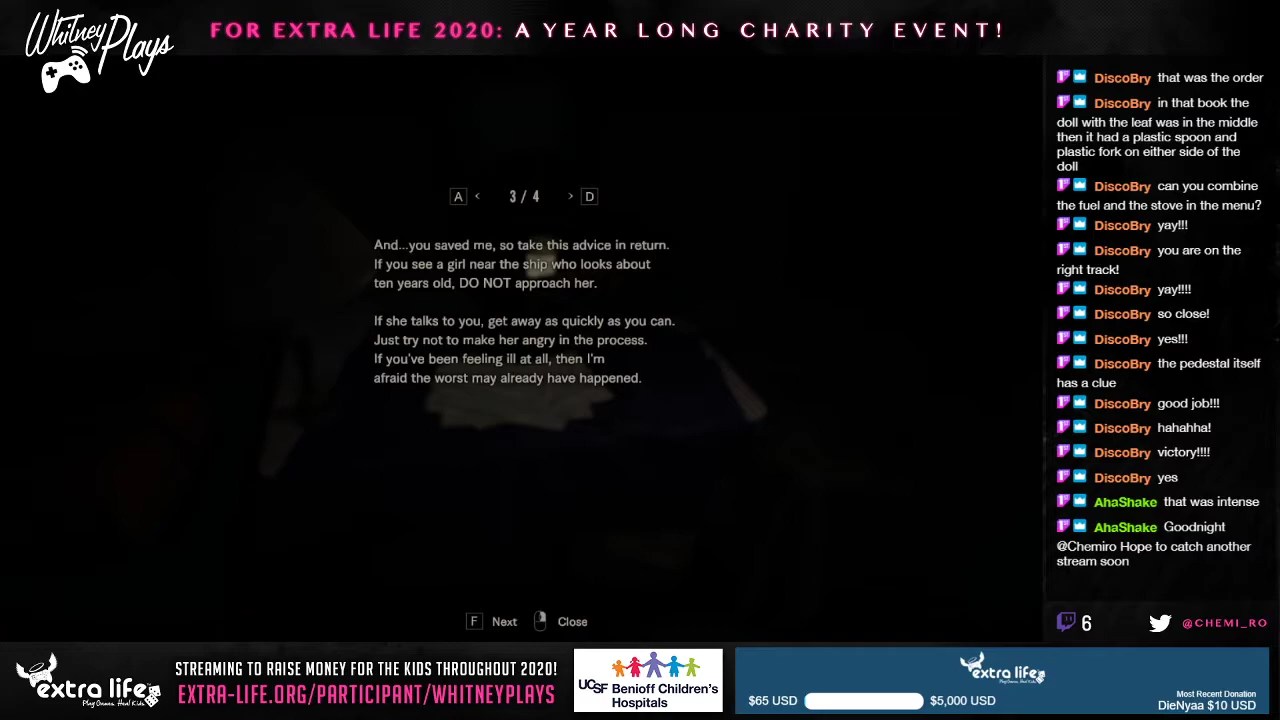 Whitney Plays
FOR EXTRA LIFE 2020: A YEAR LONG CHARITY EVENT!
A < 3 / 4 > D
And...you saved me, so take this advice in return.
If you see a girl near the ship who looks about
ten years old, DO NOT approach her.
If she talks to you, get away as quickly as you can.
Just try not to make her angry in the process.
If you've been feeling ill at all, then I'm
afraid the worst may already have happened.
F Next Close
DiscoBry that was the order
DiscoBry in that book the
doll with the leaf was in the middle
then it had a plastic spoon and
plastic fork on either side of the
doll
DiscoBry can you combine
the fuel and the stove in the menu?
DiscoBry yay!!!
DiscoBry you are on the
right track!
DiscoBry yay!!!!
DiscoBry so close!
DiscoBry yes!!!
DiscoBry the pedestal itself
has a clue
DiscoBry good job!!!
DiscoBry hahahha!
DiscoBry victory!!!!
DiscoBry yes
AhaShake that was intense
AhaShake Goodnight
@Chemiro Hope to catch another
stream soon
6 @CHEMI_RO
extra life
Play Games. Heal Kids.
STREAMING TO RAISE MONEY FOR THE KIDS THROUGHOUT 2020!
EXTRA-LIFE.ORG/PARTICIPANT/WHITNEYPLAYS
UCSF Benioff Children's
Hospitals
extra life
Play Games. Heal Kids.
$65 USD $5,000 USD
Most Recent Donation
DieNyaa $10 USD